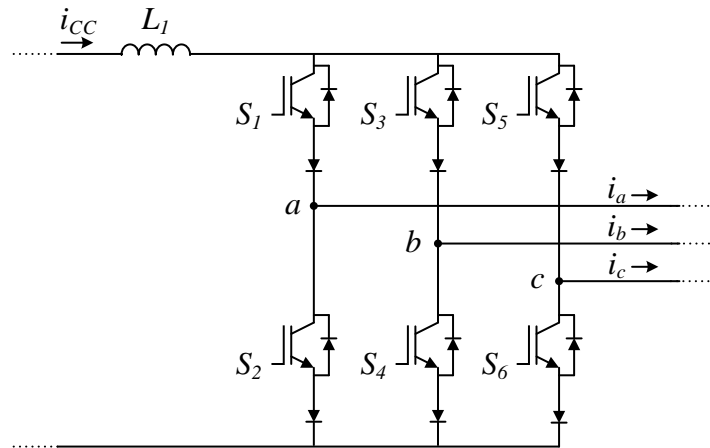 i_CC L_1
S_1 S_3 S_5
a i_a
b i_b
c i_c
S_2 S_4 S_6